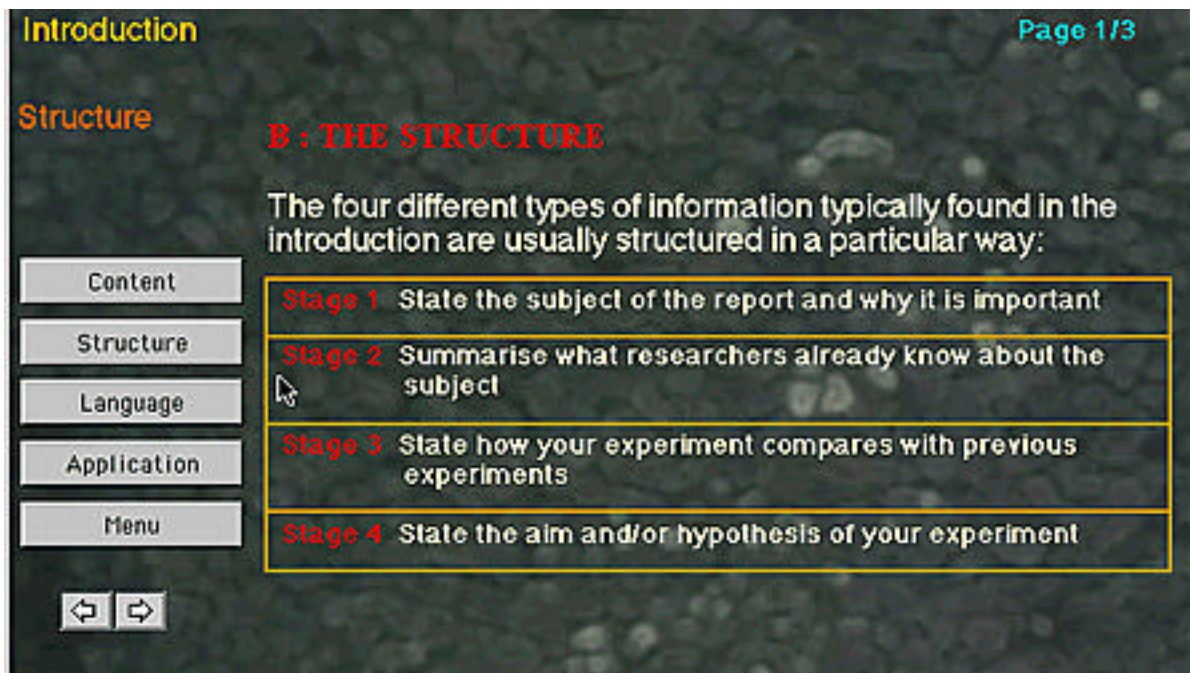 Introduction
Page 1/3
Structure
B : THE STRUCTURE
The four different types of information typically found in the
introduction are usually structured in a particular way:
Content
Structure
Language
Application
Menu
Stage 1 State the subject of the report and why it is important
Stage 2 Summarise what researchers already know about the
subject
Stage 3 State how your experiment compares with previous
experiments
Stage 4 State the aim and/or hypothesis of your experiment